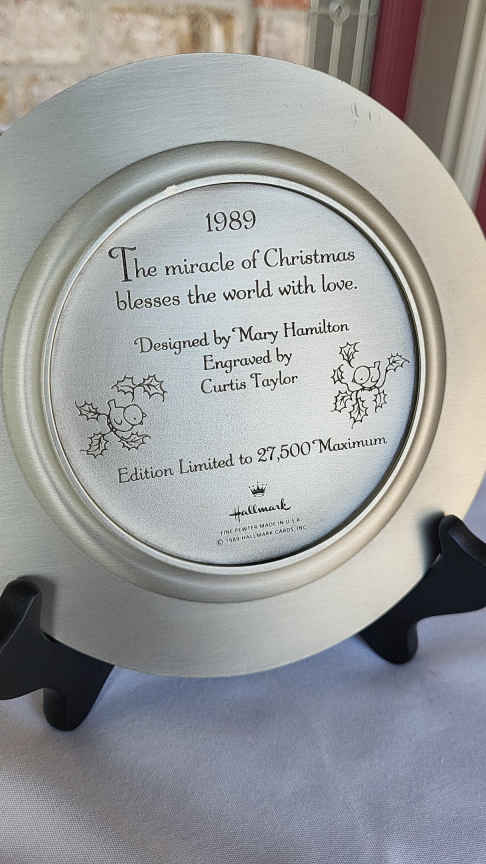 1989
The miracle of Christmas
blesses the world with love.
Designed by Mary Hamilton
Engraved by
Curtis Taylor
Edition Limited to 27,500 Maximum
Hallmark
FINE PEWTER MADE IN U.S.A.
© 1989 HALLMARK CARDS, INC.